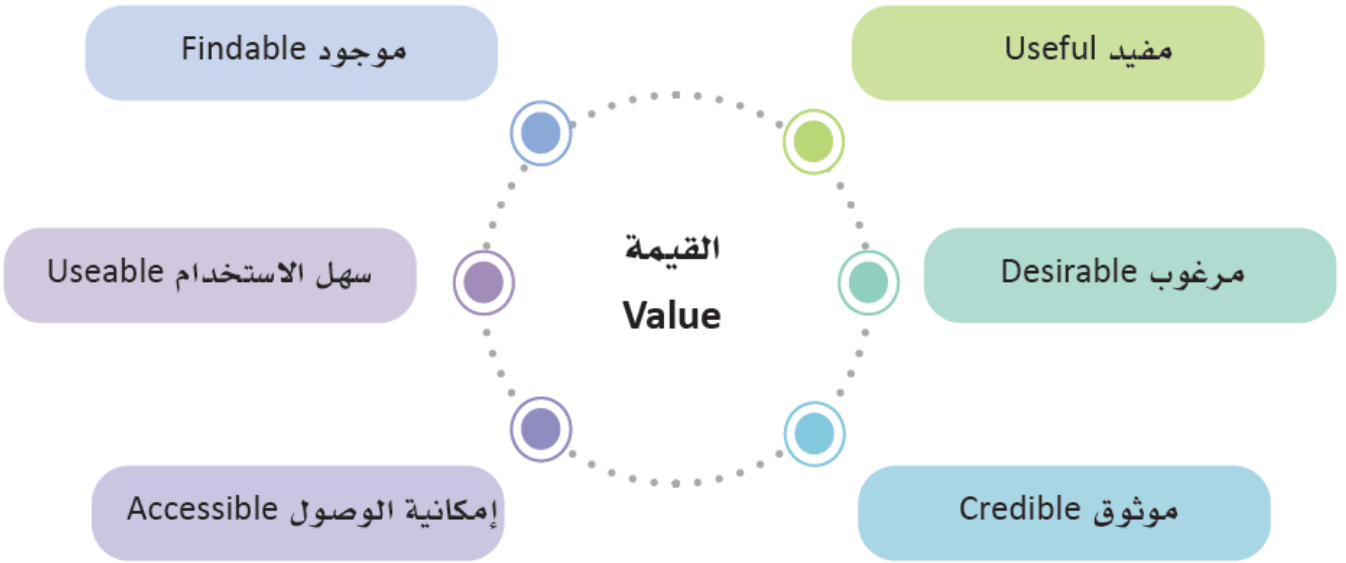 مفيد Useful
موجود Findable
القيمة
Value
مرغوب Desirable
سهل الاستخدام Useable
موثوق Credible
إمكانية الوصول Accessible